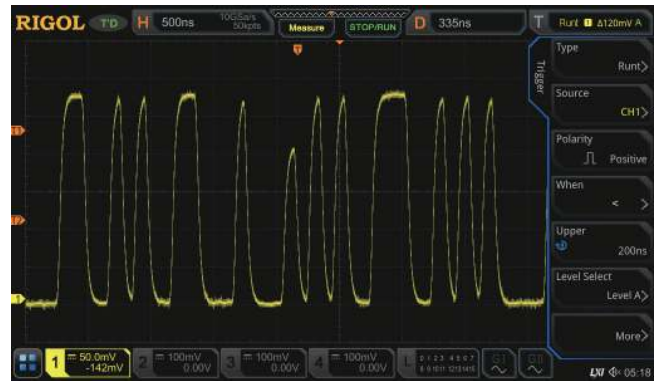 RIGOL T'D H 500ns 10GSa/s 50kpts Measure STOP/RUN D 335ns T Runt 1 Δ120mV A
T
Trigger
Type
Runt>
Source
CH1>
Polarity
Positive
When
< >
Upper
200ns
Level Select
Level A>
More>
T1
T2
1
1 50.0mV -142mV 2 100mV 0.00V 3 100mV 0.00V 4 100mV 0.00V L 0 1 2 3 4 5 6 7 8 9 10 11 12 13 14 15 GI GII
LXI 05:18